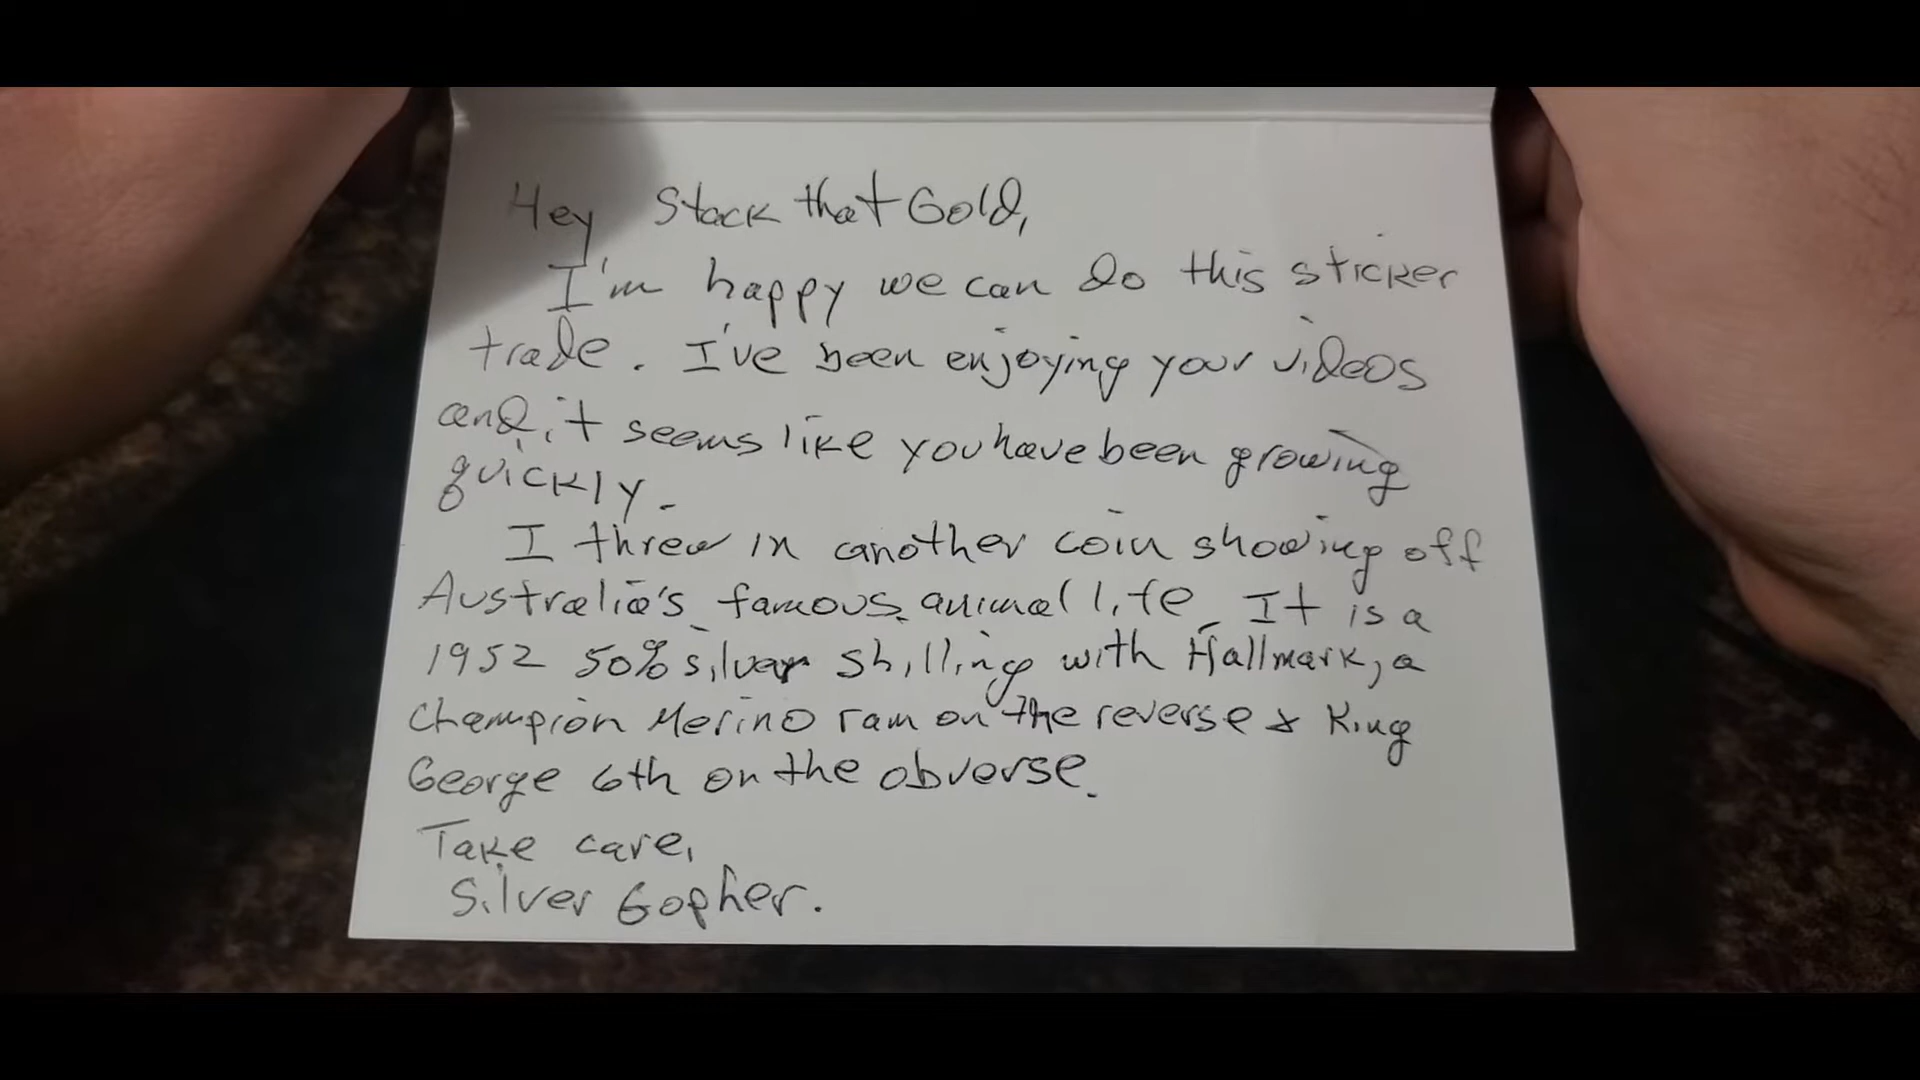 Hey Stack that Gold,
I'm happy we can do this sticker
trade. I've been enjoying your videos
and it seems like you have been growing
quickly.
I threw in another coin showing off
Australia's famous animal life. It is a
1952 50% silver shilling with Hallmark, a
Champion Merino ram on the reverse & King
George 6th on the obverse.
Take care,
Silver Gopher.